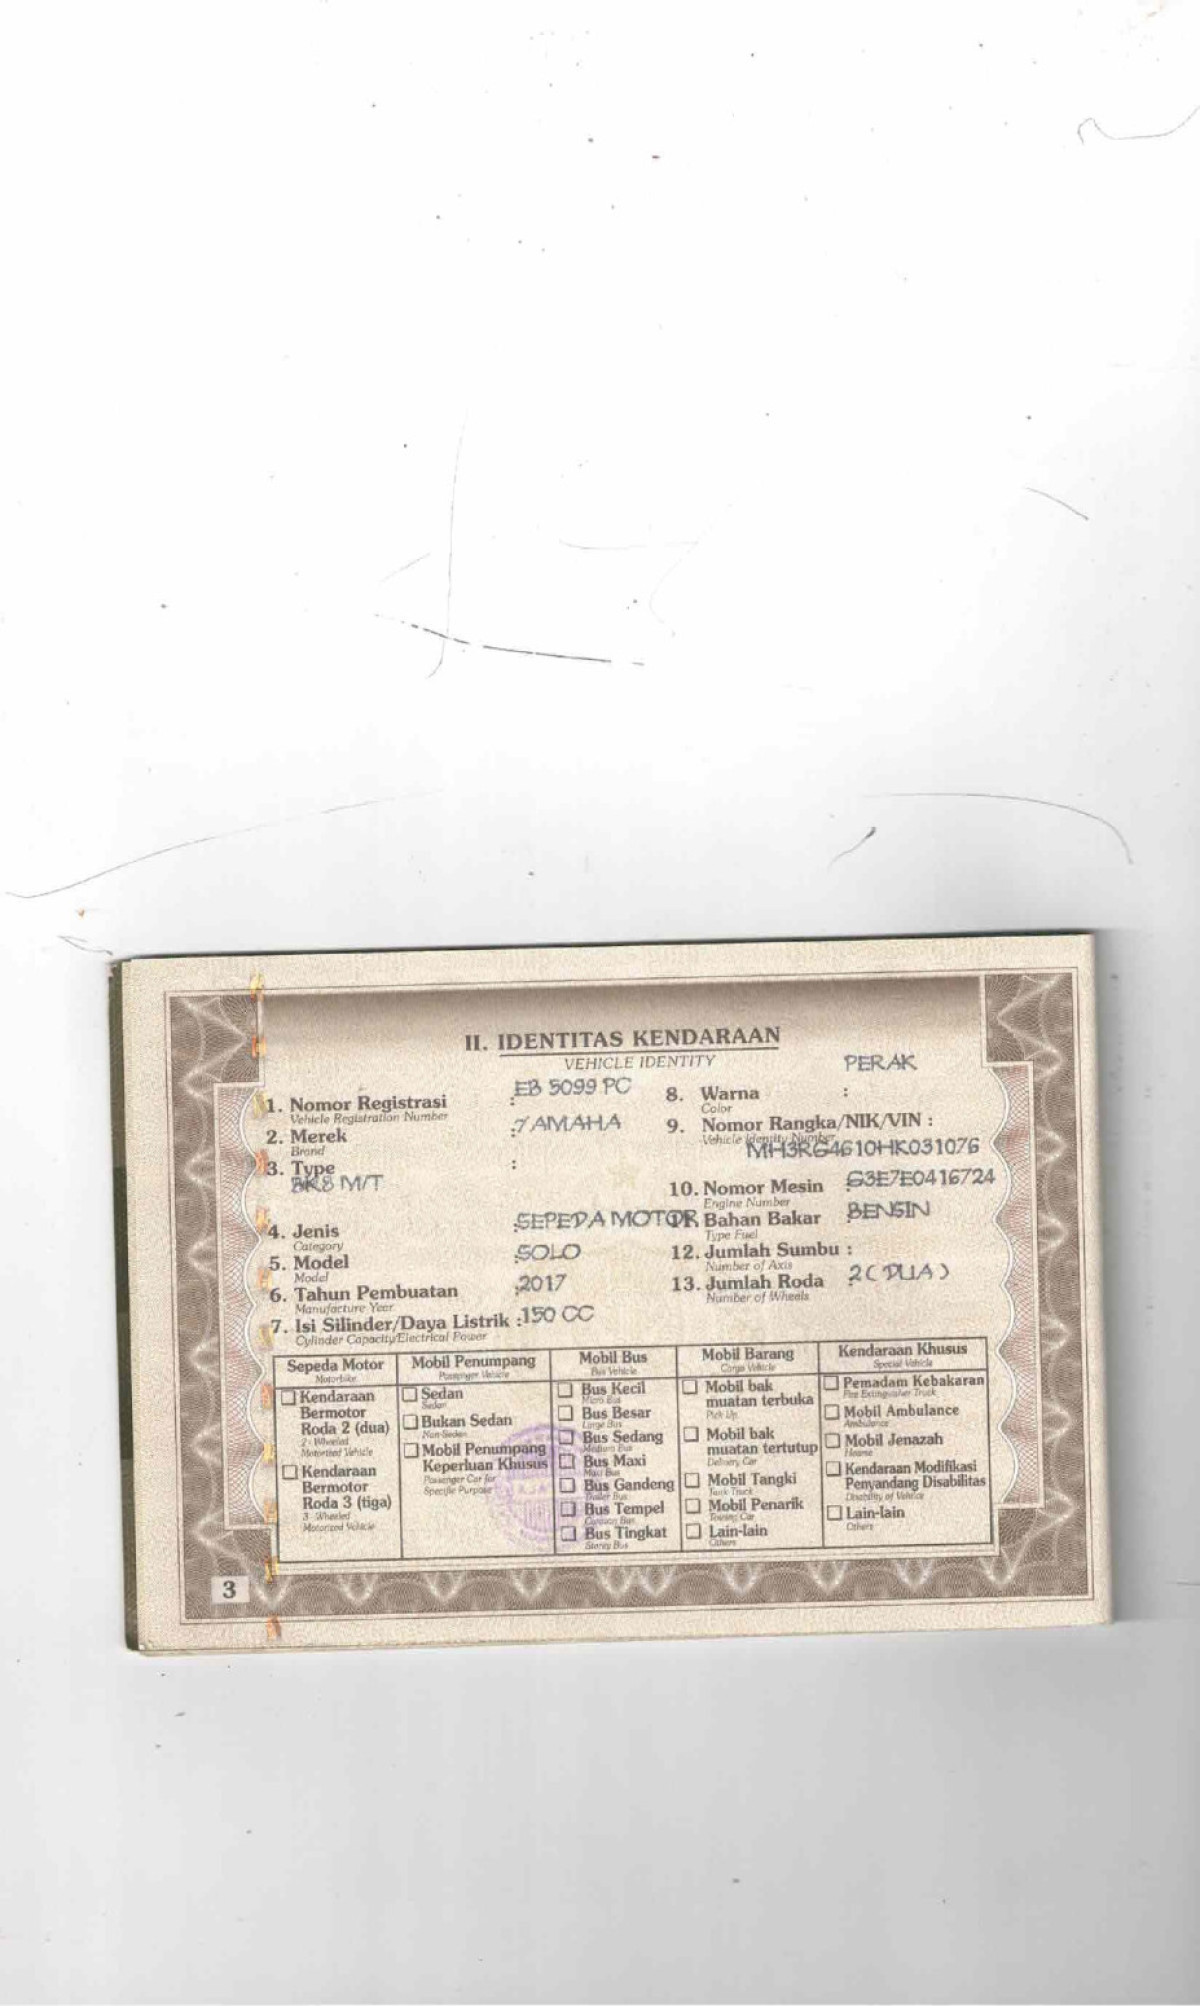 II. IDENTITAS KENDARAAN
VEHICLE IDENTITY
1. Nomor Registrasi : EB 5099 PC
Vehicle Registration Number
2. Merek : YAMAHA
Brand
3. Type :
BK8 M/T
4. Jenis : SEPEDA MOTOR
Category
5. Model : SOLO
Model
6. Tahun Pembuatan : 2017
Manufacture Year
7. Isi Silinder/Daya Listrik : 150 CC
Cylinder Capacity/Electrical Power
8. Warna : PERAK
Color
9. Nomor Rangka/NIK/VIN :
Vehicle Identity Number
MH3RG4610HK031076
10. Nomor Mesin : G3E7E0416724
Engine Number
Bahan Bakar : BENSIN
Type Fuel
12. Jumlah Sumbu :
Number of Axis
13. Jumlah Roda : 2 ( DUA )
Number of Wheels
Sepeda Motor
Motorbike
Kendaraan
Bermotor
Roda 2 (dua)
2 - Wheeled
Motorized Vehicle
Kendaraan
Bermotor
Roda 3 (tiga)
3 Wheeled
Motorized Vehicle
Mobil Penumpang
Passenger Vehicle
Sedan
Sedan
Bukan Sedan
Non-Sedan
Mobil Penumpang
Keperluan Khusus
Passenger Car for
Specific Purpose
Mobil Bus
Bus Vehicle
Bus Kecil
Micro Bus
Bus Besar
Large Bus
Bus Sedang
Medium Bus
Bus Maxi
Maxi Bus
Bus Gandeng
Bus Tempel
Bus Tingkat
Storey Bus
Mobil Barang
Cargo Vehicle
Mobil bak
muatan terbuka
Pick Up
Mobil bak
muatan tertutup
Delivery Car
Mobil Tangki
Tank Truck
Mobil Penarik
Towing Car
Lain-lain
Others
Kendaraan Khusus
Special Vehicle
Pemadam Kebakaran
Fire Extinguisher Truck
Mobil Ambulance
Ambulance
Mobil Jenazah
Hearse
Kendaraan Modifikasi
Penyandang Disabilitas
Disability of Vehicle
Lain-lain
Others
3